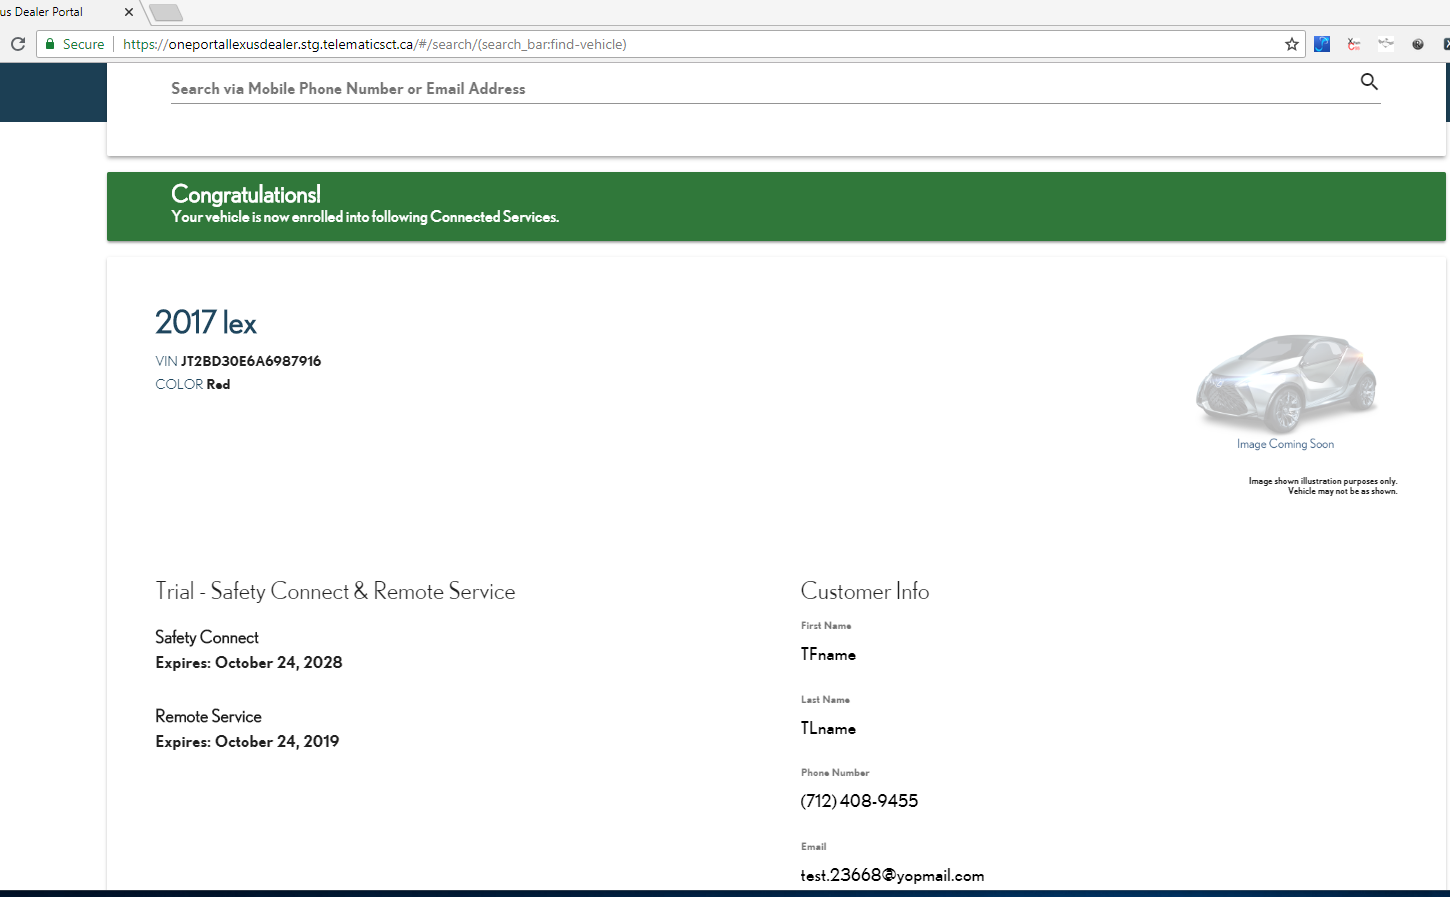 us Dealer Portal
Secure
https://oneportallexusdealer.stg.telematicsct.ca/#/search/(search_bar:find-vehicle)
Search via Mobile Phone Number or Email Address
Congratulations!
Your vehicle is now enrolled into following Connected Services.
2017 lex
VIN JT2BD30E6A6987916
COLOR Red
Image Coming Soon
Image shown illustration purposes only.
Vehicle may not be as shown.
Trial - Safety Connect & Remote Service
Safety Connect
Expires: October 24, 2028
Remote Service
Expires: October 24, 2019
Customer Info
First Name
TFname
Last Name
TLname
Phone Number
(712) 408-9455
Email
test.23668@yopmail.com